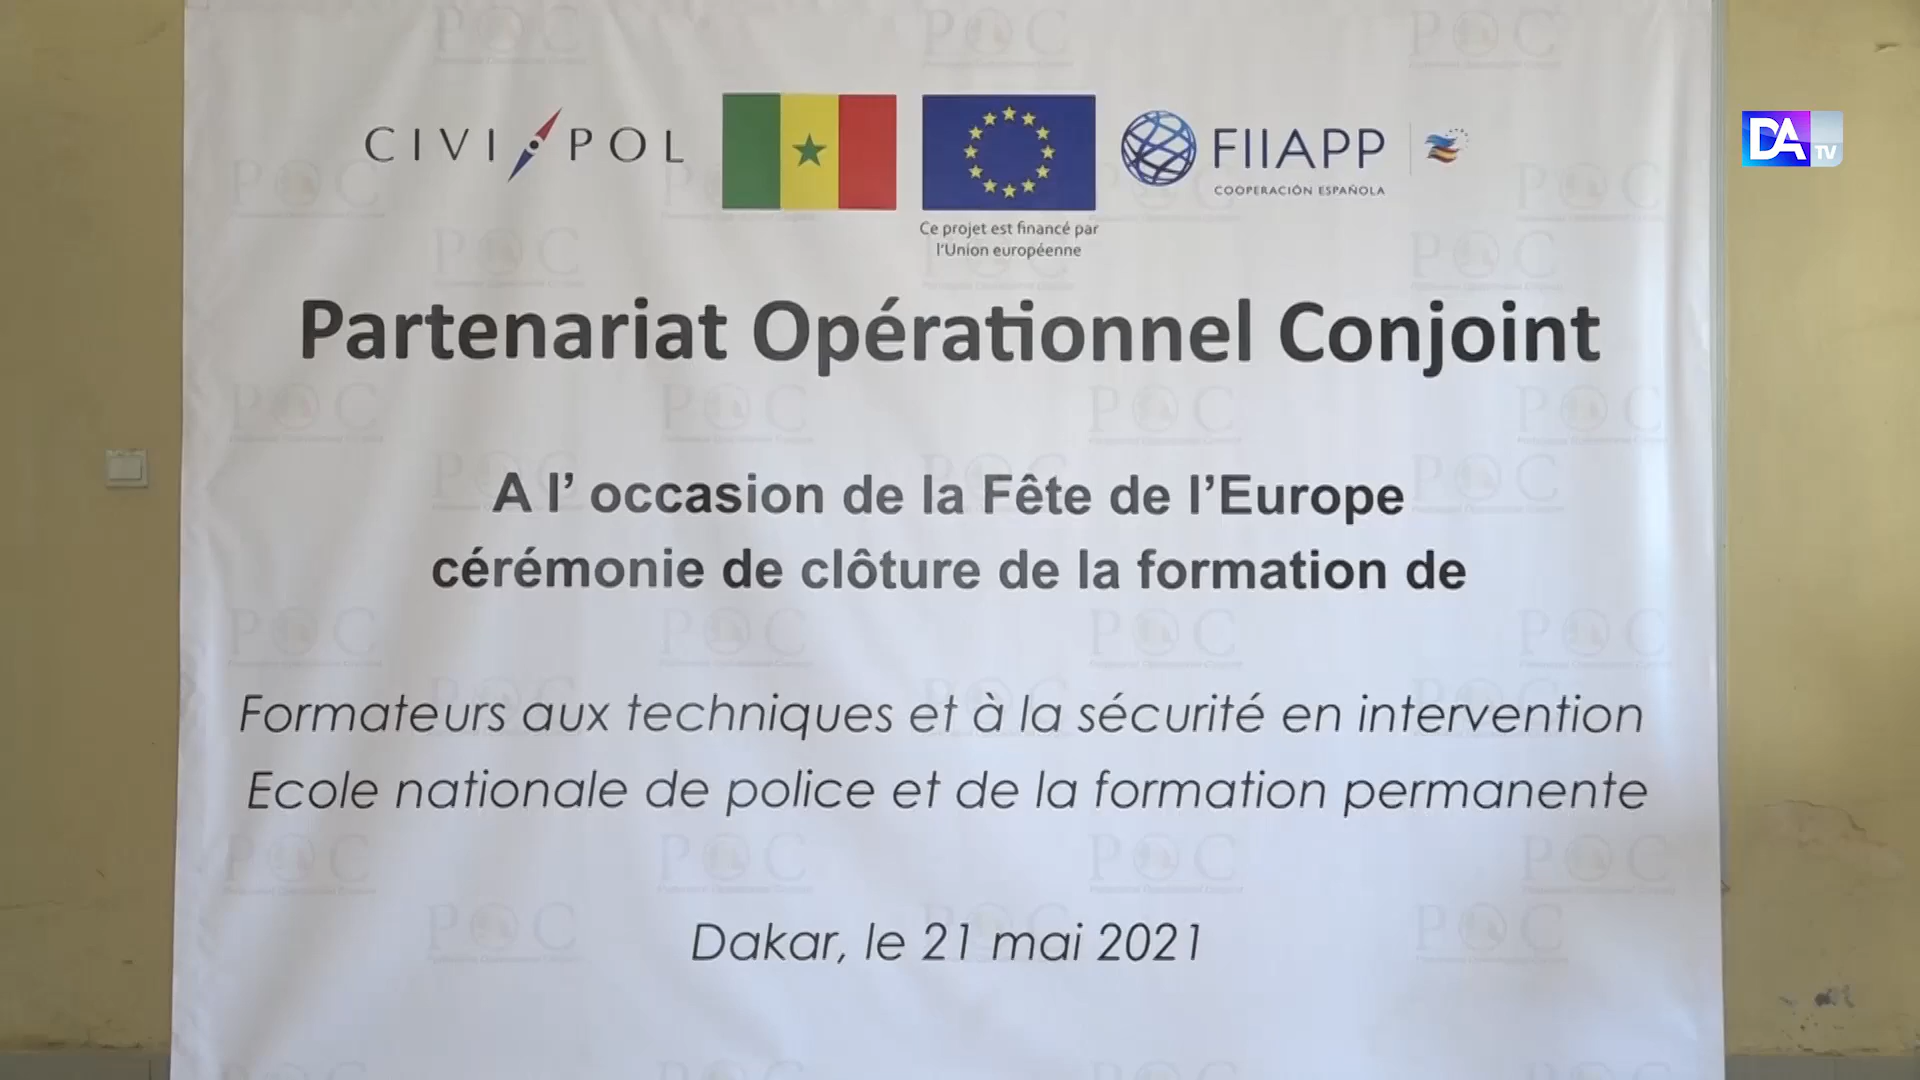 CIVIPOL
FIIAPP
COOPERACIÓN ESPAÑOLA
DA TV
Ce projet est financé par
l'Union européenne
Partenariat Opérationnel Conjoint
A l’ occasion de la Fête de l’Europe
cérémonie de clôture de la formation de
Formateurs aux techniques et à la sécurité en intervention
Ecole nationale de police et de la formation permanente
Dakar, le 21 mai 2021
POC